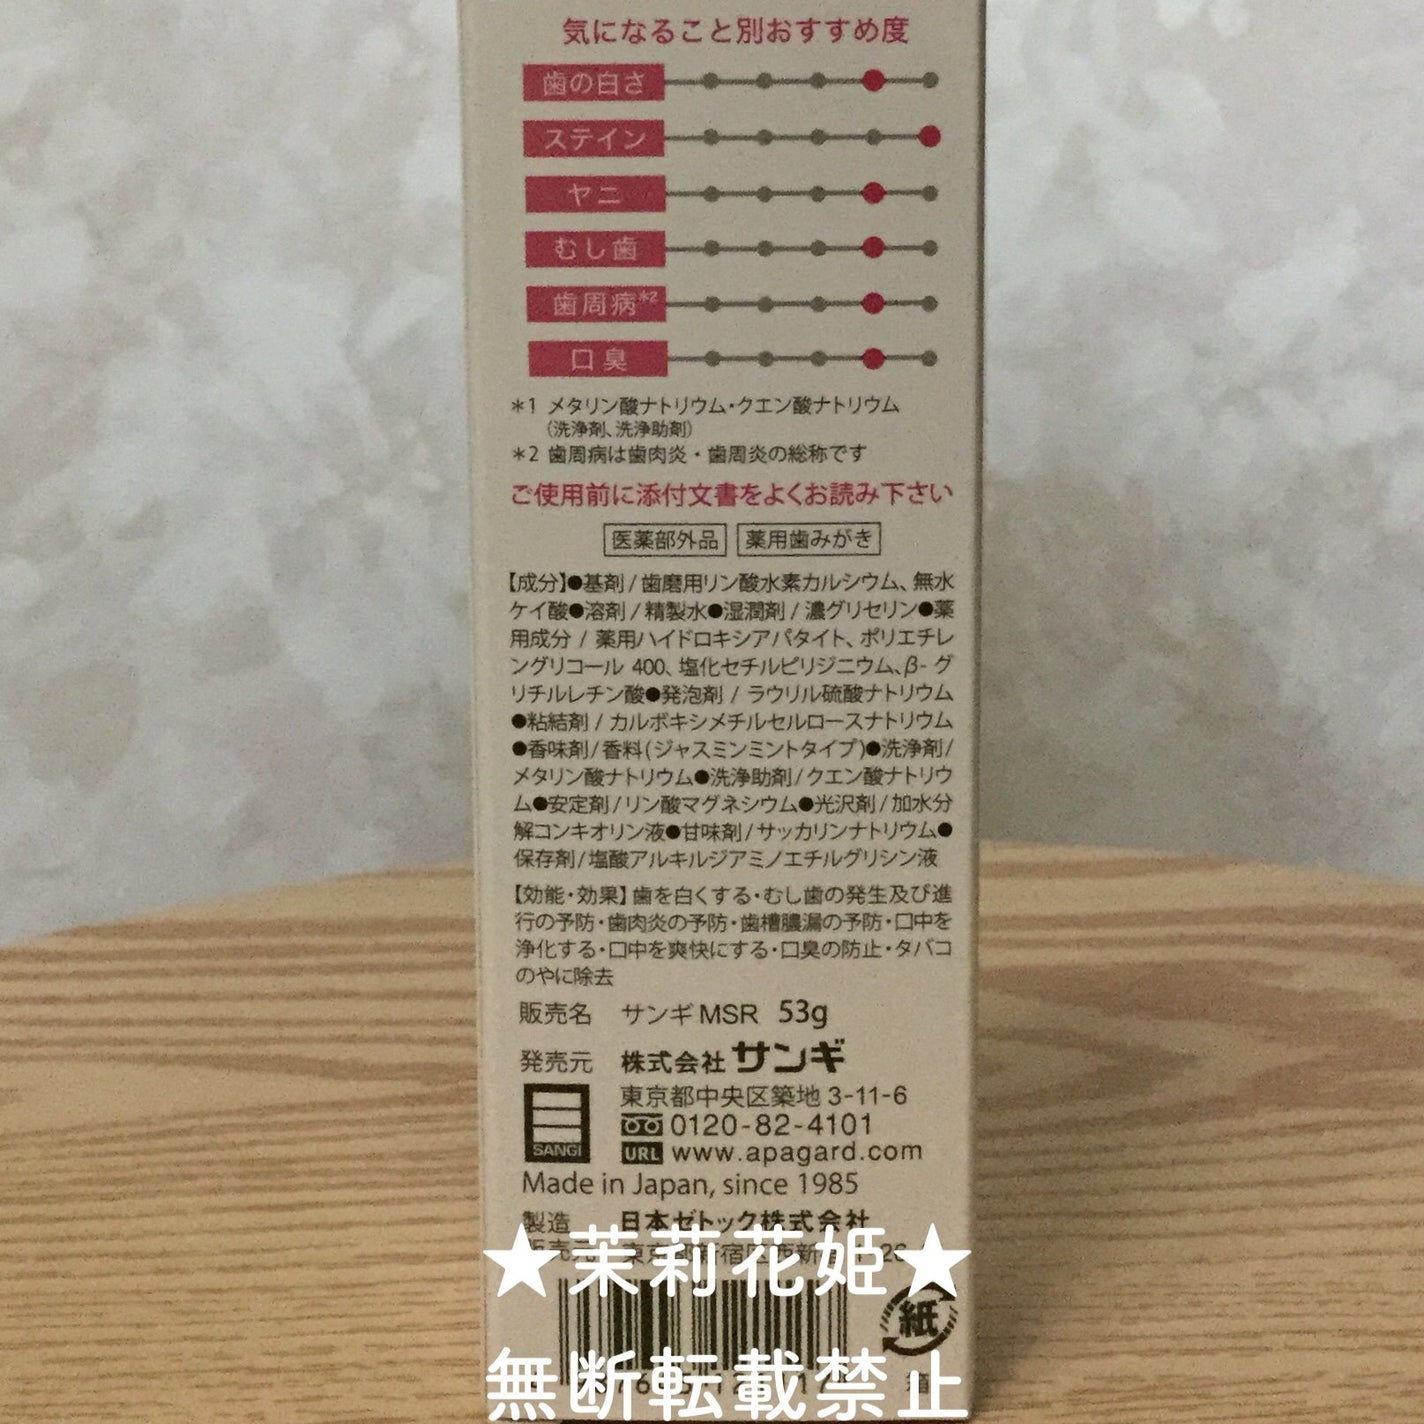 気になること別おすすめ度
歯の白さ
ステイン
ヤニ
むし歯
歯周病*2
口臭
*1 メタリン酸ナトリウム・クエン酸ナトリウム
(洗浄剤、洗浄助剤)
*2 歯周病は歯肉炎・歯周炎の総称です
ご使用前に添付文書をよくお読み下さい
医薬部外品 薬用歯みがき
【成分】●基剤/歯磨用リン酸水素カルシウム、無水
ケイ酸●溶剤/精製水●湿潤剤/濃グリセリン●薬
用成分/薬用ハイドロキシアパタイト、ポリエチレ
ングリコール 400、塩化セチルピリジニウム、β-グ
リチルレチン酸●発泡剤/ラウリル硫酸ナトリウム
●粘結剤/カルボキシメチルセルロースナトリウム
●香味剤/香料(ジャスミンミントタイプ)●洗浄剤/
メタリン酸ナトリウム●洗浄助剤/クエン酸ナトリウ
ム●安定剤/リン酸マグネシウム●光沢剤/加水分
解コンキオリン液●甘味剤/サッカリンナトリウム●
保存剤/塩酸アルキルジアミノエチルグリシン液
【効能・効果】歯を白くする・むし歯の発生及び進
行の予防・歯肉炎の予防・歯槽膿漏の予防・口中を
浄化する・口中を爽快にする・口臭の防止・タバコ
のやに除去
販売名 サンギ MSR 53g
発売元 株式会社サンギ
東京都中央区築地 3-11-6
0120-82-4101
SANGI URL www.apagard.com
Made in Japan, since 1985
製造 日本ゼトック株式会社
販売元 東京都新宿区西新宿
★茉莉花姫★
紙
無断転載禁止
箱